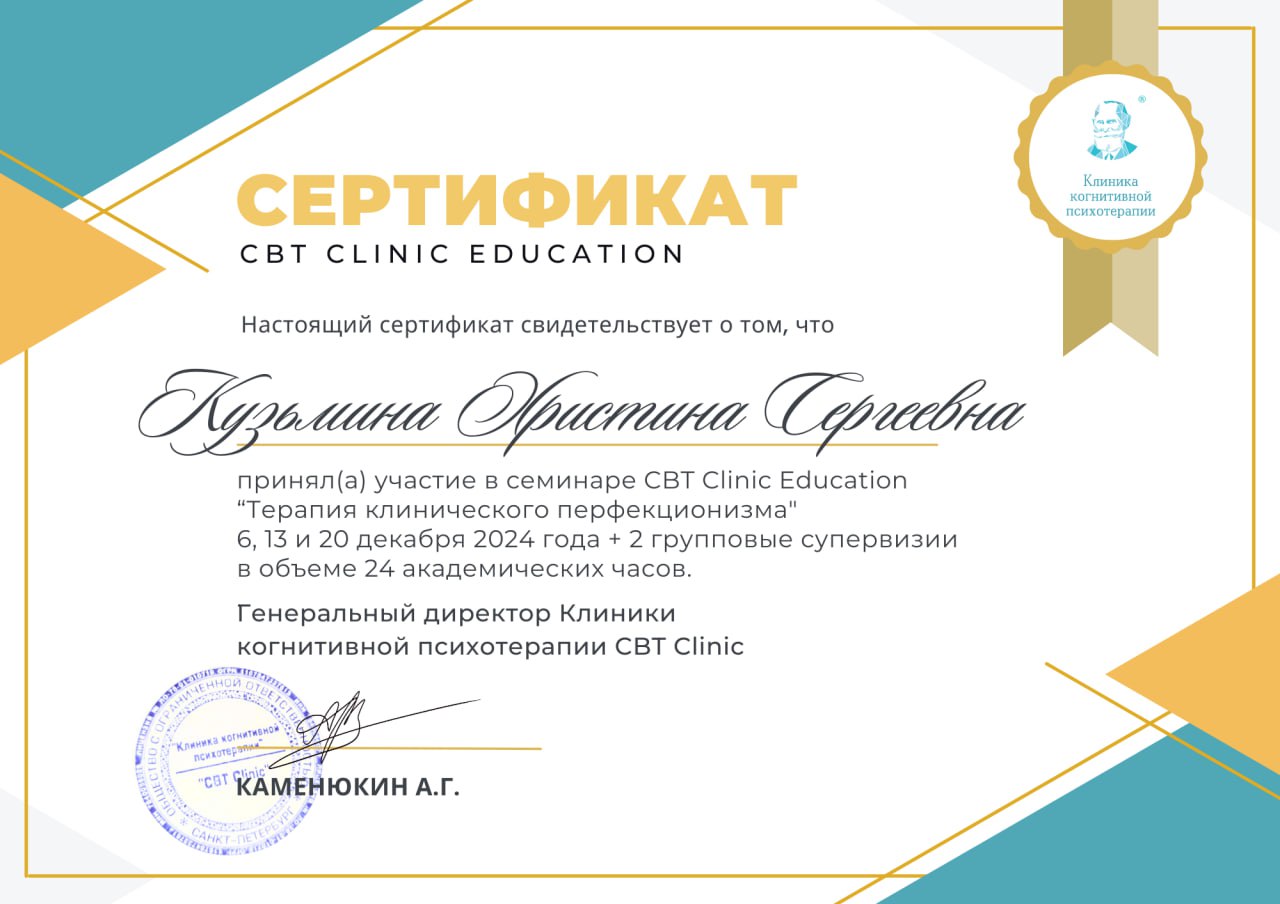 ®
Клиника
когнитивной
психотерапии
СЕРТИФИКАТ
CBT CLINIC EDUCATION
Настоящий сертификат свидетельствует о том, что
Кузьмина Христина Сергеевна
принял(а) участие в семинаре CBT Clinic Education
“Терапия клинического перфекционизма"
6, 13 и 20 декабря 2024 года + 2 групповые супервизии
в объеме 24 академических часов.
Генеральный директор Клиники
когнитивной психотерапии CBT Clinic
ОБЩЕСТВО С ОГРАНИЧЕННОЙ ОТВЕТСТВЕННОСТЬЮ
"Клиника когнитивной
психотерапии"
"CBT Clinic"
САНКТ-ПЕТЕРБУРГ
КАМЕНЮКИН А.Г.